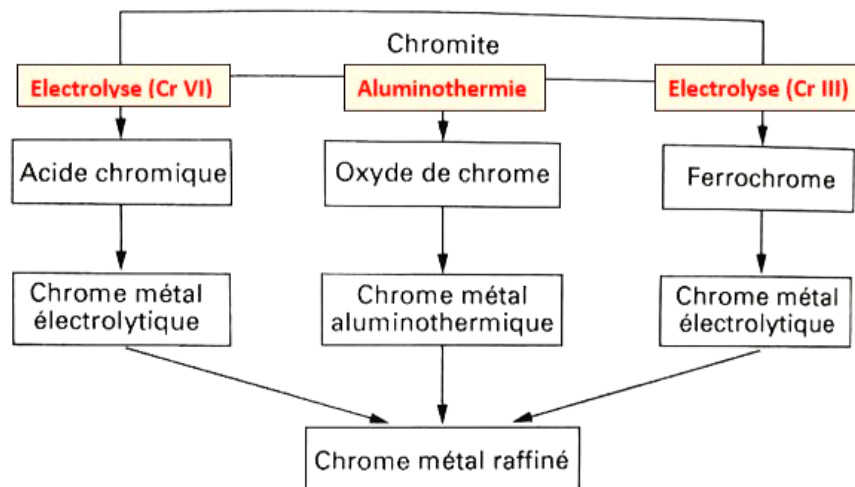 Chromite
Electrolyse (Cr VI)
Aluminothermie
Electrolyse (Cr III)
Acide chromique
Oxyde de chrome
Ferrochrome
Chrome métal
électrolytique
Chrome métal
aluminothermique
Chrome métal
électrolytique
Chrome métal raffiné